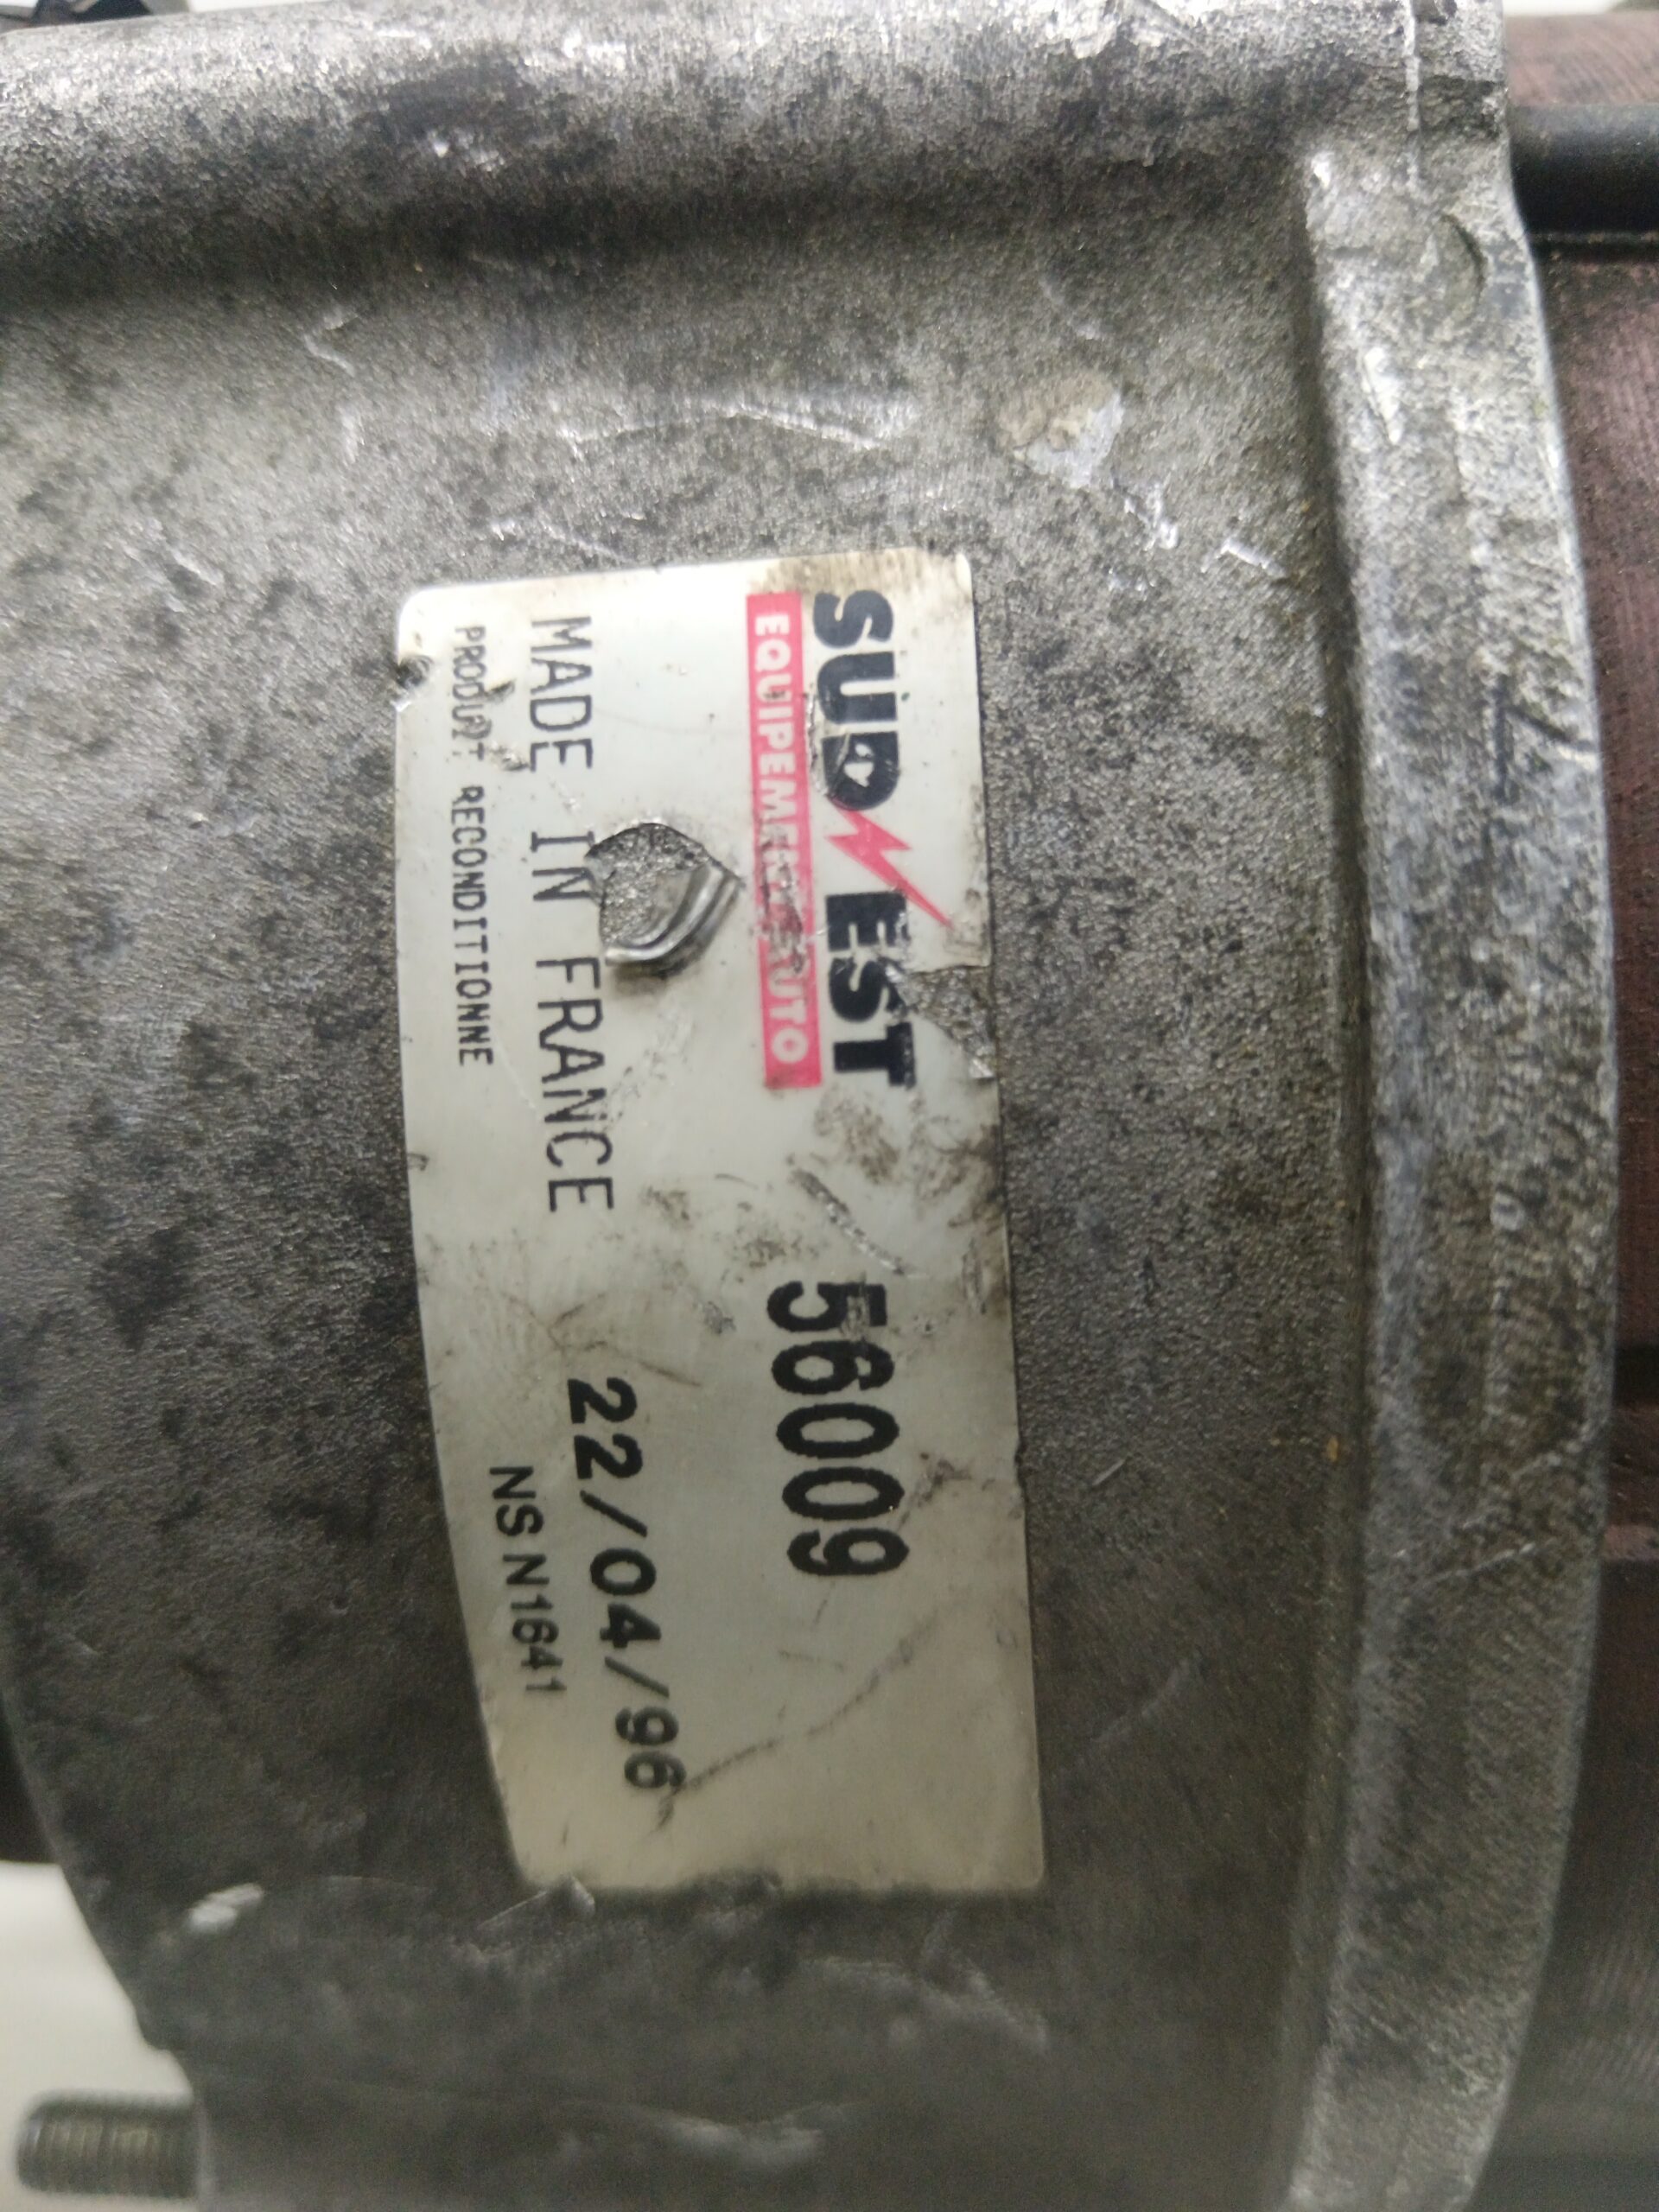 SUD EST
EQUIPEMENT AUTO
56009
MADE IN FRANCE
22/04/96
PRODUIT RECONDITIONNE
NS N1641